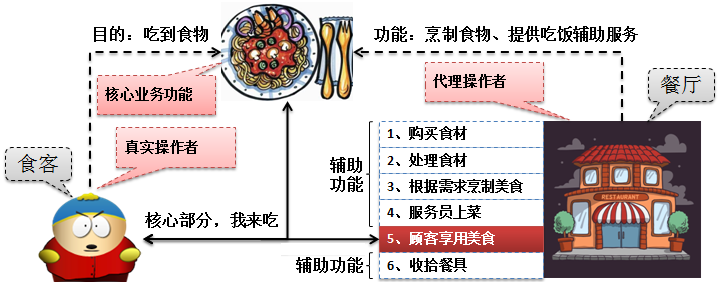 目的：吃到食物
功能：烹制食物、提供吃饭辅助服务
核心业务功能
代理操作者
餐厅
食客
真实操作者
辅助
功能
1、购买食材
2、处理食材
3、根据需求烹制美食
4、服务员上菜
5、顾客享用美食
6、收拾餐具
核心部分，我来吃
辅助功能
RESTAURANT